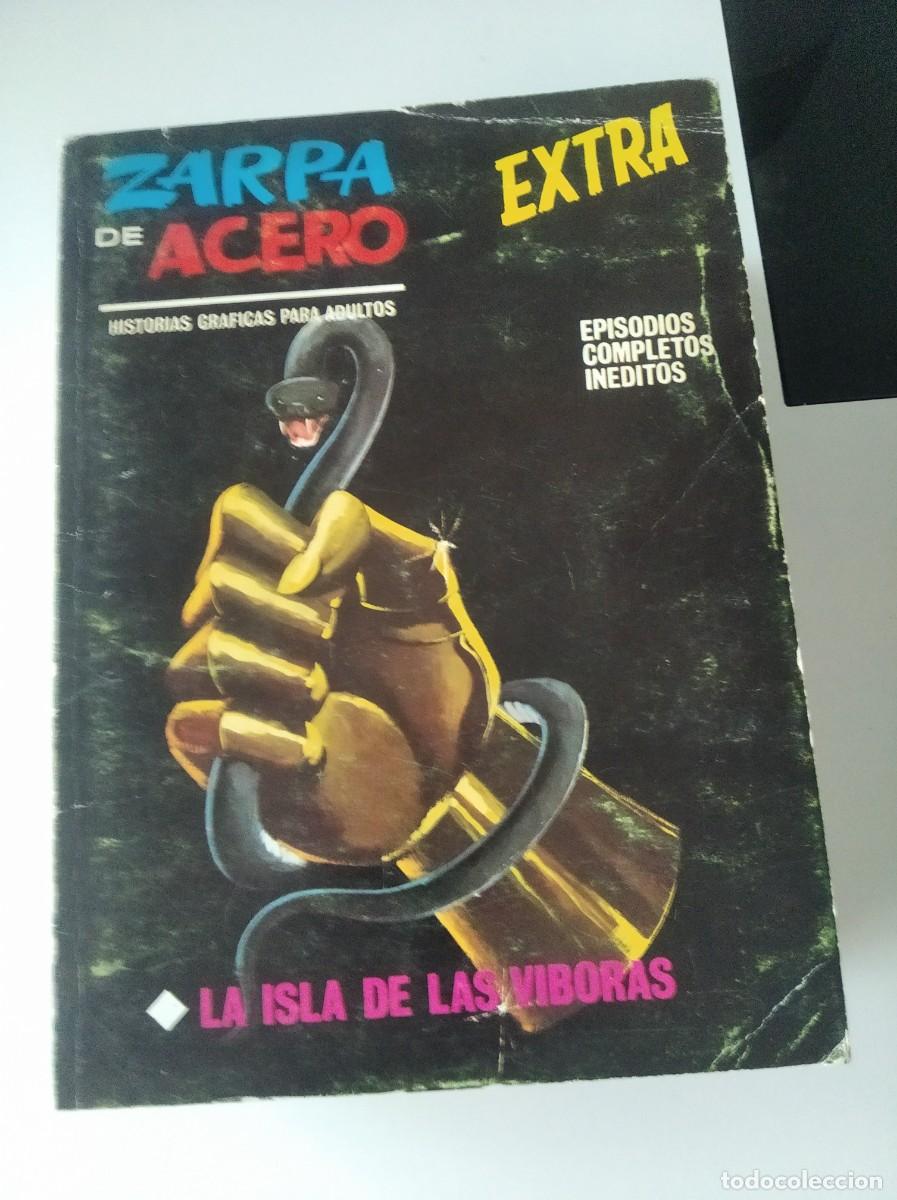 ZARPA
DE ACERO
EXTRA
HISTORIAS GRAFICAS PARA ADULTOS
EPISODIOS
COMPLETOS
INEDITOS
LA ISLA DE LAS VIBORAS
todocoleccion